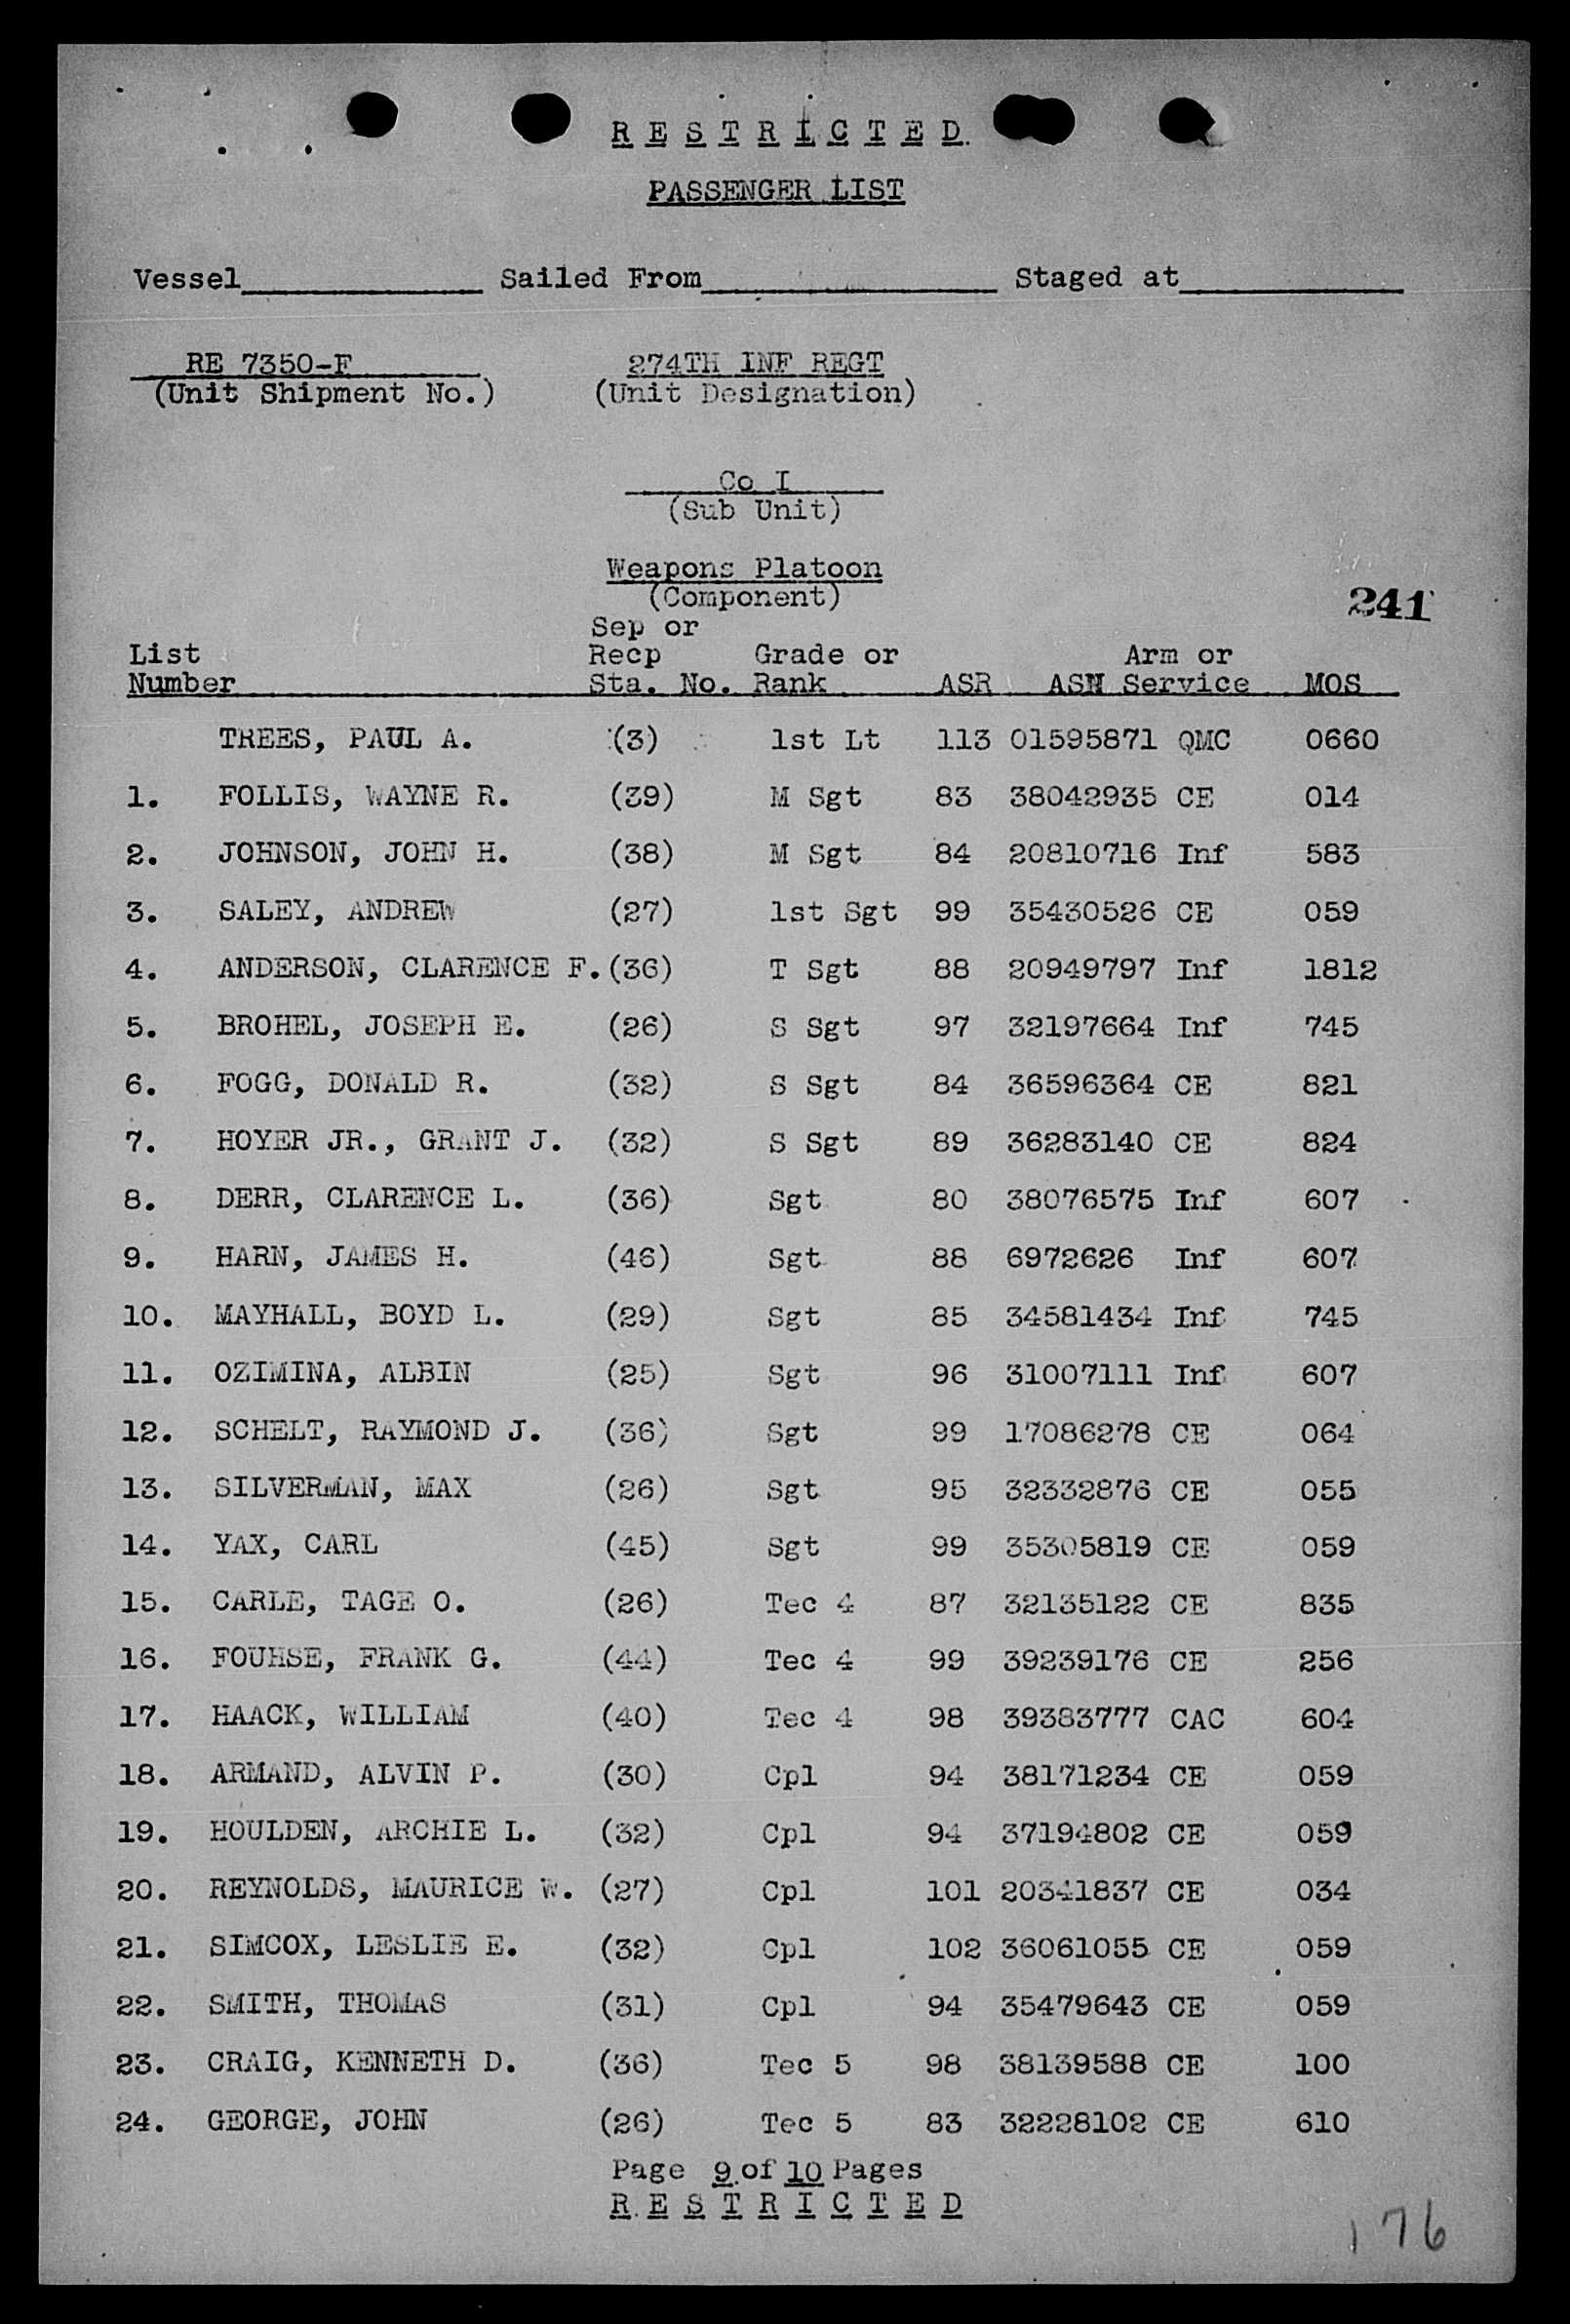 R E S T R I C T E D
PASSENGER LIST
Vessel______________ Sailed From________________ Staged at____________
RE 7350-F 274TH INF REGT
(Unit Shipment No.) (Unit Designation)
Co I
(Sub Unit)
Weapons Platoon
(Component)
241
Sep or
List Recp Grade or Arm or
Number Sta. No. Rank ASR ASN Service MOS
TREES, PAUL A. (3) 1st Lt 113 01595871 QMC 0660
1. FOLLIS, WAYNE R. (39) M Sgt 83 38042935 CE 014
2. JOHNSON, JOHN H. (38) M Sgt 84 20810716 Inf 583
3. SALEY, ANDREW (27) 1st Sgt 99 35430526 CE 059
4. ANDERSON, CLARENCE F. (36) T Sgt 88 20949797 Inf 1812
5. BROHEL, JOSEPH E. (26) S Sgt 97 32197664 Inf 745
6. FOGG, DONALD R. (32) S Sgt 84 36596364 CE 821
7. HOYER JR., GRANT J. (32) S Sgt 89 36283140 CE 824
8. DERR, CLARENCE L. (36) Sgt 80 38076575 Inf 607
9. HARN, JAMES H. (46) Sgt 88 6972626 Inf 607
10. MAYHALL, BOYD L. (29) Sgt 85 34581434 Inf 745
11. OZIMINA, ALBIN (25) Sgt 96 31007111 Inf 607
12. SCHELT, RAYMOND J. (36) Sgt 99 17086278 CE 064
13. SILVERMAN, MAX (26) Sgt 95 32332876 CE 055
14. YAX, CARL (45) Sgt 99 35305819 CE 059
15. CARLE, TAGE O. (26) Tec 4 87 32135122 CE 835
16. FOUHSE, FRANK G. (44) Tec 4 99 39239176 CE 256
17. HAACK, WILLIAM (40) Tec 4 98 39383777 CAC 604
18. ARMAND, ALVIN P. (30) Cpl 94 38171234 CE 059
19. HOULDEN, ARCHIE L. (32) Cpl 94 37194802 CE 059
20. REYNOLDS, MAURICE W. (27) Cpl 101 20341837 CE 034
21. SIMCOX, LESLIE E. (32) Cpl 102 36061055 CE 059
22. SMITH, THOMAS (31) Cpl 94 35479643 CE 059
23. CRAIG, KENNETH D. (36) Tec 5 98 38139588 CE 100
24. GEORGE, JOHN (26) Tec 5 83 32228102 CE 610
Page 9 of 10 Pages
R E S T R I C T E D
176